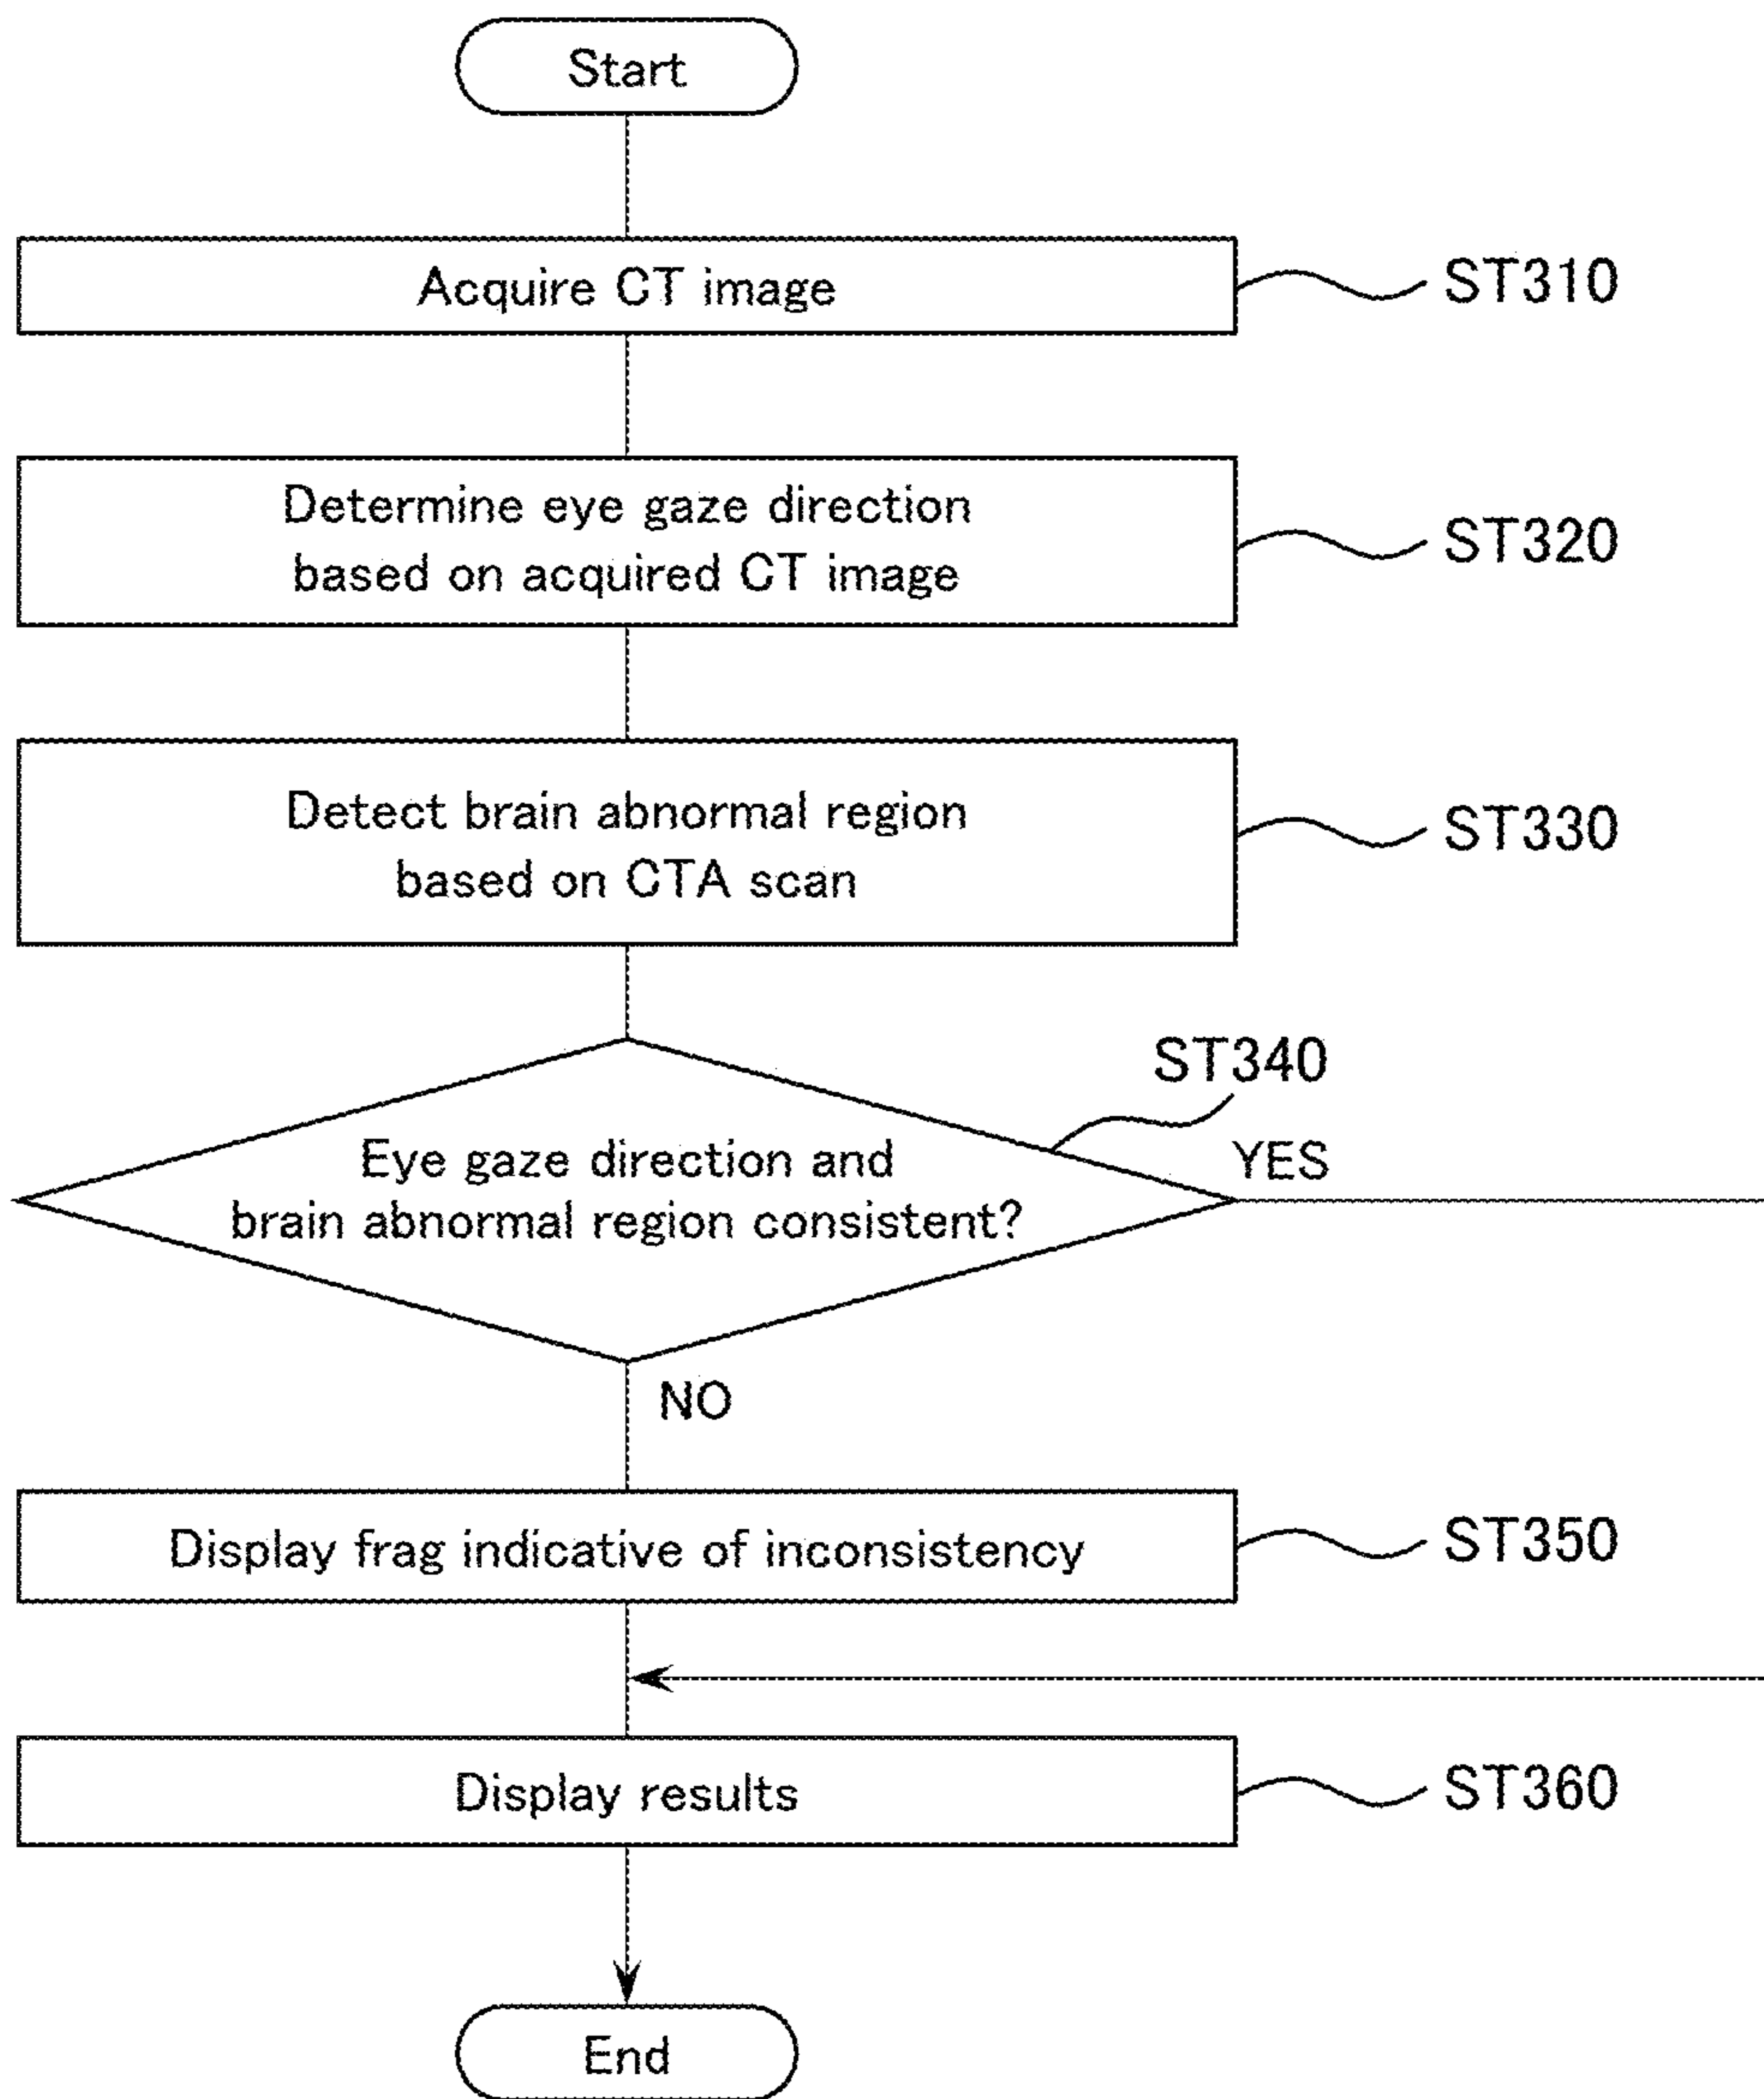 Start
Acquire CT image
ST310
Determine eye gaze direction
based on acquired CT image
ST320
Detect brain abnormal region
based on CTA scan
ST330
ST340
Eye gaze direction and
brain abnormal region consistent?
YES
NO
Display frag indicative of inconsistency
ST350
Display results
ST360
End